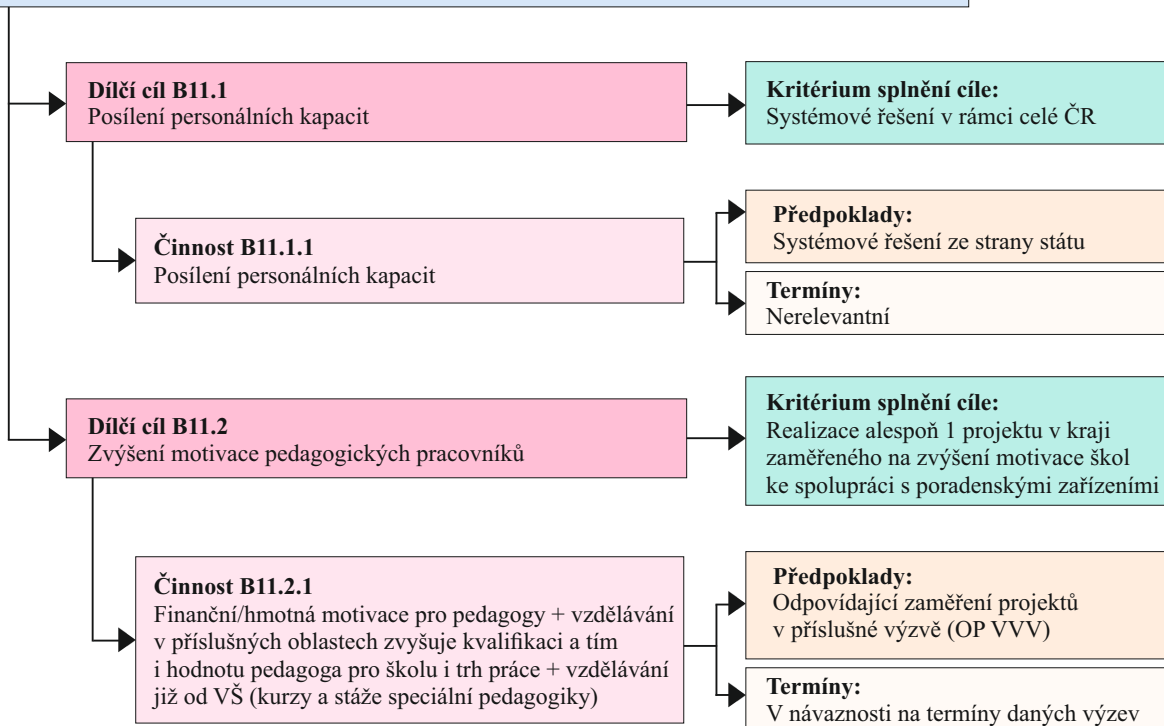 Dílčí cíl B11.1
Posílení personálních kapacit
Kritérium splnění cíle:
Systémové řešení v rámci celé ČR
Činnost B11.1.1
Posílení personálních kapacit
Předpoklady:
Systémové řešení ze strany státu
Termíny:
Nerelevantní
Dílčí cíl B11.2
Zvýšení motivace pedagogických pracovníků
Kritérium splnění cíle:
Realizace alespoň 1 projektu v kraji
zaměřeného na zvýšení motivace škol
ke spolupráci s poradenskými zařízeními
Činnost B11.2.1
Finanční/hmotná motivace pro pedagogy + vzdělávání
v příslušných oblastech zvyšuje kvalifikaci a tím
i hodnotu pedagoga pro školu i trh práce + vzdělávání
již od VŠ (kurzy a stáže speciální pedagogiky)
Předpoklady:
Odpovídající zaměření projektů
v příslušné výzvě (OP VVV)
Termíny:
V návaznosti na termíny daných výzev